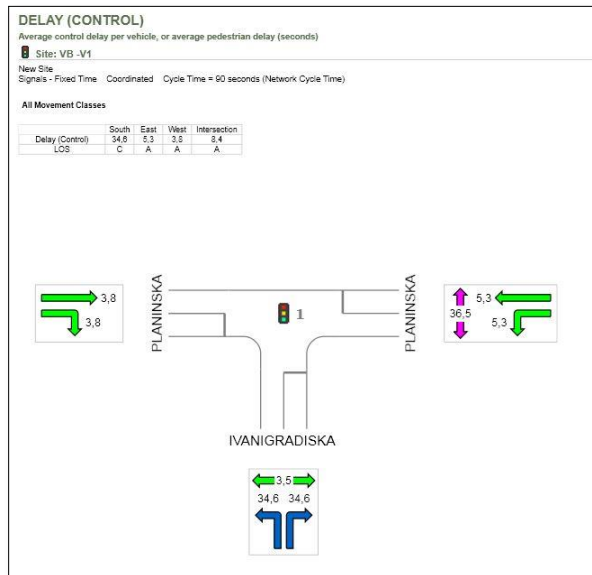 DELAY (CONTROL)
Average control delay per vehicle, or average pedestrian delay (seconds)
Site: VB -V1
New Site
Signals - Fixed Time Coordinated Cycle Time = 90 seconds (Network Cycle Time)
All Movement Classes
South East West Intersection
Delay (Control) 34,6 5,3 3,8 8,4
LOS C A A A
3,8
3,8
PLANINSKA
1
PLANINSKA
5,3
36,5
5,3
IVANIGRADISKA
3,5
34,6 34,6